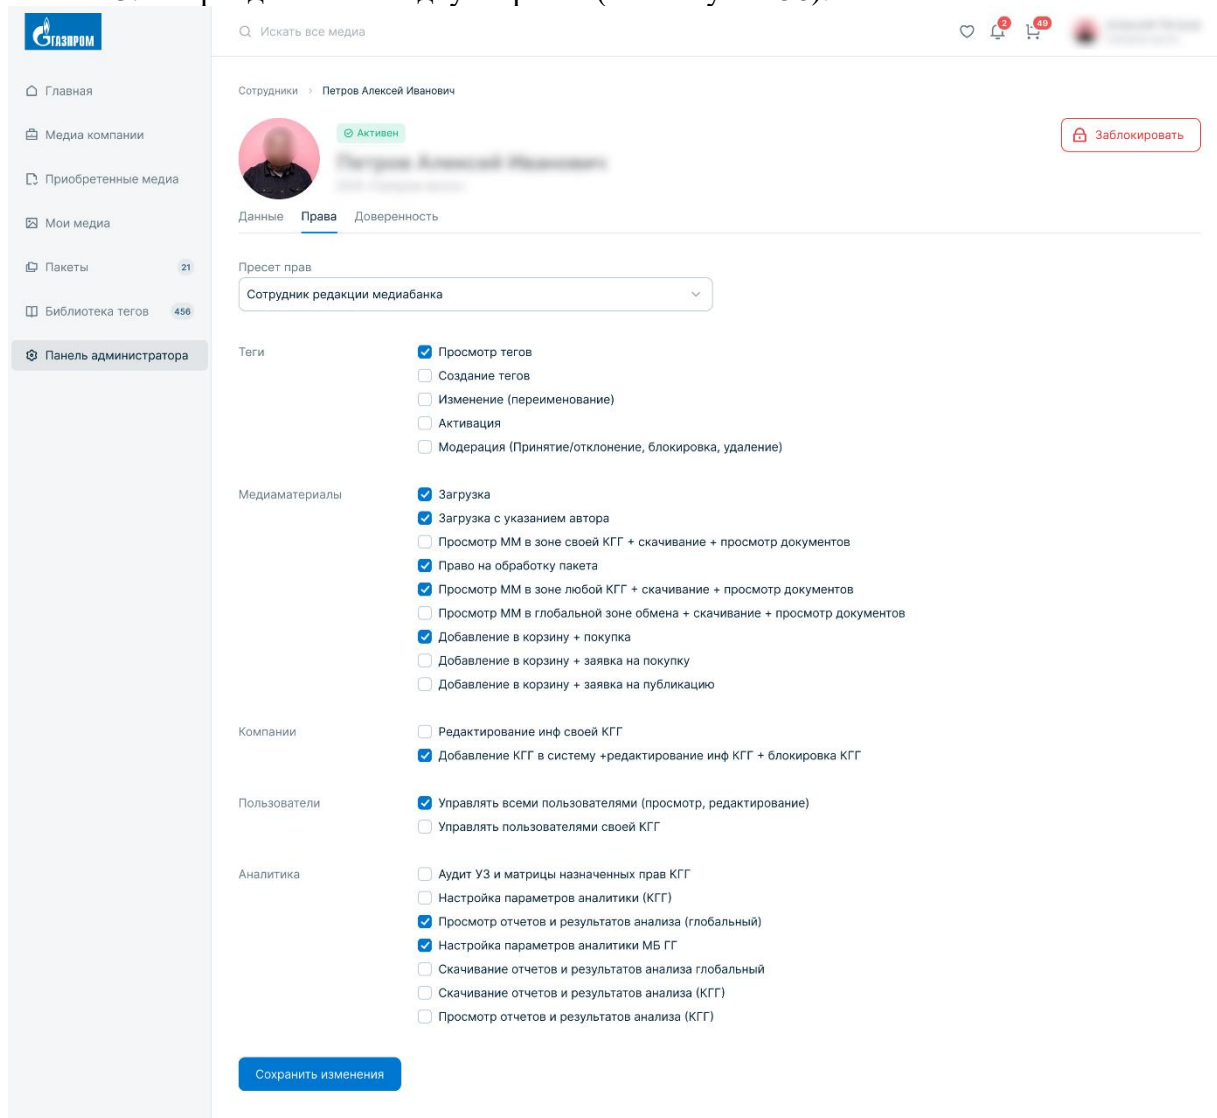 ГАЗПРОМ
Искать все медиа
2
49
Главная
Медиа компании
Приобретенные медиа
Мои медиа
Пакеты 21
Библиотека тегов 456
Панель администратора
Сотрудники › Петров Алексей Иванович
Активен
Петров Алексей Иванович
Заблокировать
Данные Права Доверенность
Пресет прав
Сотрудник редакции медиабанка
Теги
Просмотр тегов
Создание тегов
Изменение (переименование)
Активация
Модерация (Принятие/отклонение, блокировка, удаление)
Медиаматериалы
Загрузка
Загрузка с указанием автора
Просмотр ММ в зоне своей КГГ + скачивание + просмотр документов
Право на обработку пакета
Просмотр ММ в зоне любой КГГ + скачивание + просмотр документов
Просмотр ММ в глобальной зоне обмена + скачивание + просмотр документов
Добавление в корзину + покупка
Добавление в корзину + заявка на покупку
Добавление в корзину + заявка на публикацию
Компании
Редактирование инф своей КГГ
Добавление КГГ в систему +редактирование инф КГГ + блокировка КГГ
Пользователи
Управлять всеми пользователями (просмотр, редактирование)
Управлять пользователями своей КГГ
Аналитика
Аудит УЗ и матрицы назначенных прав КГГ
Настройка параметров аналитики (КГГ)
Просмотр отчетов и результатов анализа (глобальный)
Настройка параметров аналитики МБ ГГ
Скачивание отчетов и результатов анализа глобальный
Скачивание отчетов и результатов анализа (КГГ)
Просмотр отчетов и результатов анализа (КГГ)
Сохранить изменения